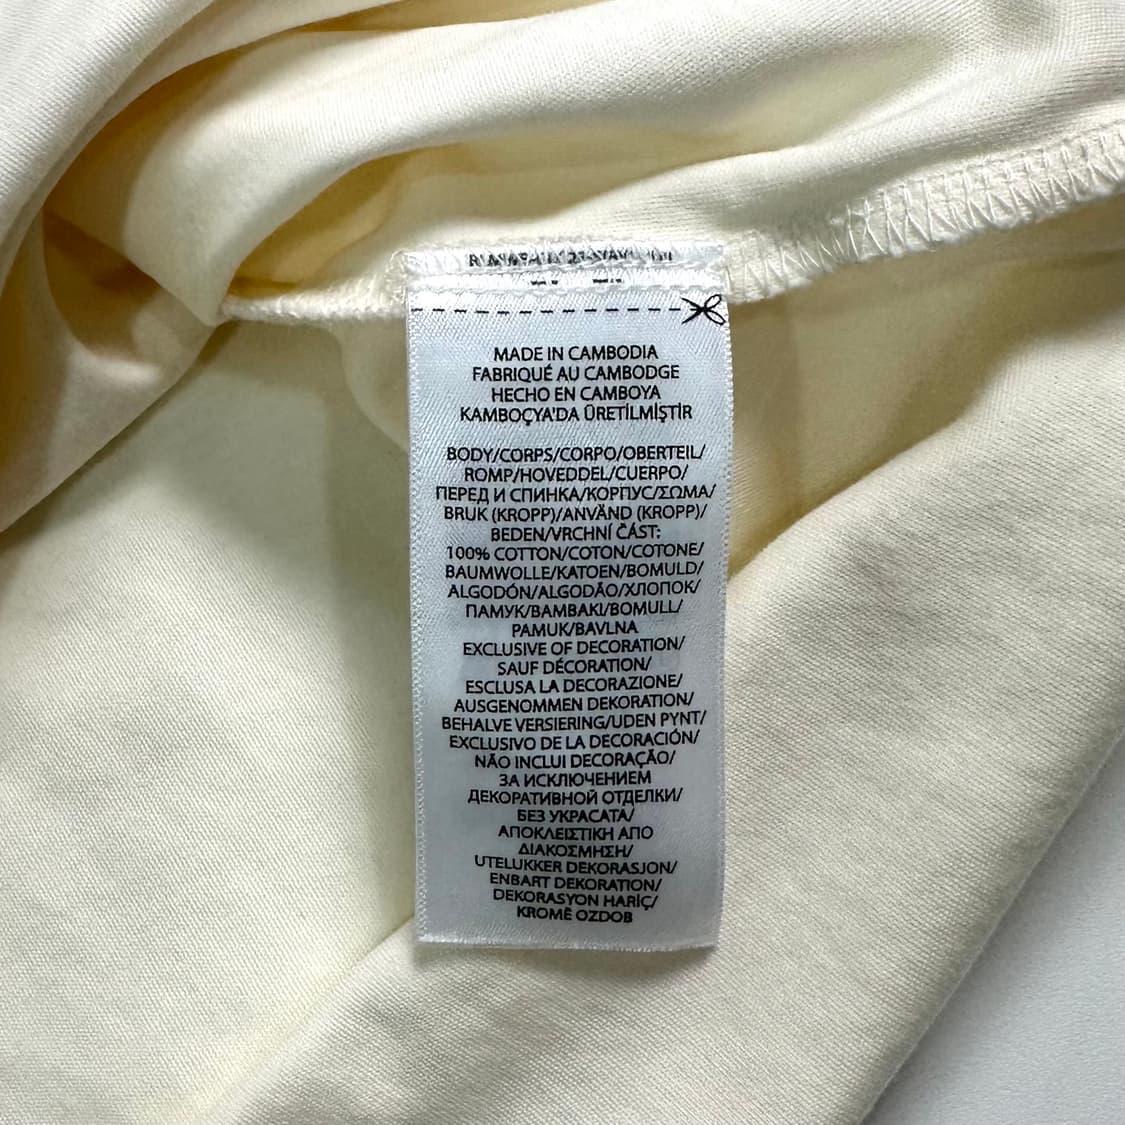 MADE IN CAMBODIA
FABRIQUÉ AU CAMBODGE
HECHO EN CAMBOYA
KAMBOÇYA'DA ÜRETİLMİŞTİR
BODY/CORPS/CORPO/OBERTEIL/
ROMP/HOVEDDEL/CUERPO/
ПЕРЕД И СПИНКА/КОРПУС/ΣΩΜΑ/
BRUK (KROPP)/ANVÄND (KROPP)/
BEDEN/VRCHNÍ ČÁST:
100% COTTON/COTON/COTONE/
BAUMWOLLE/KATOEN/BOMULD/
ALGODÓN/ALGODÃO/ХЛОПОК/
ПАМУК/ΒΑΜΒΑΚΙ/BOMULL/
PAMUK/BAVLNA
EXCLUSIVE OF DECORATION/
SAUF DÉCORATION/
ESCLUSA LA DECORAZIONE/
AUSGENOMMEN DEKORATION/
BEHALVE VERSIERING/UDEN PYNT/
EXCLUSIVO DE LA DECORACIÓN/
NÃO INCLUI DECORAÇÃO/
ЗА ИСКЛЮЧЕНИЕМ
ДЕКОРАТИВНОЙ ОТДЕЛКИ/
БЕЗ УКРАСАТА/
ΑΠΟΚΛΕΙΣΤΙΚΗ ΑΠΟ
ΔΙΑΚΟΣΜΗΣΗ/
UTELUKKER DEKORASJON/
ENBART DEKORATION/
DEKORASYON HARİÇ/
KROMĚ OZDOB